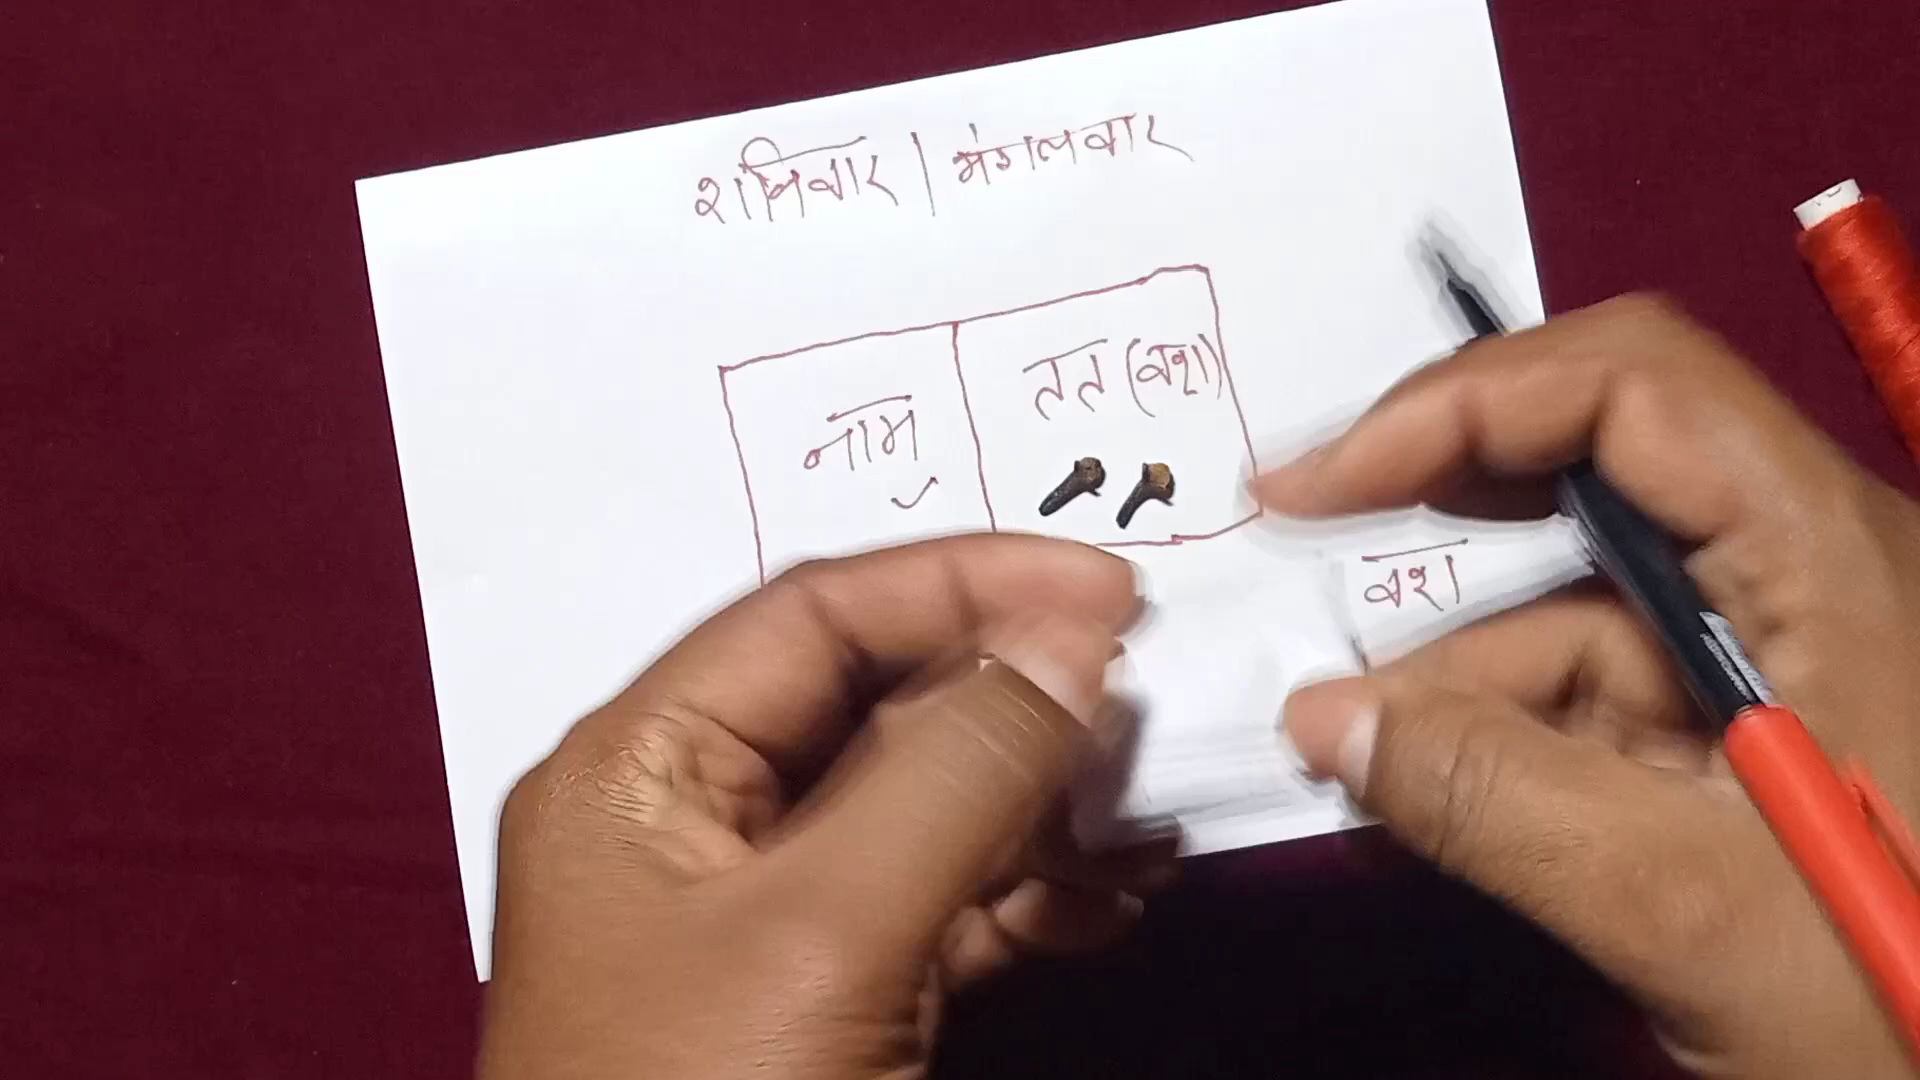 शनिवार | मंगलवार
नाम
तत (वश)
वश